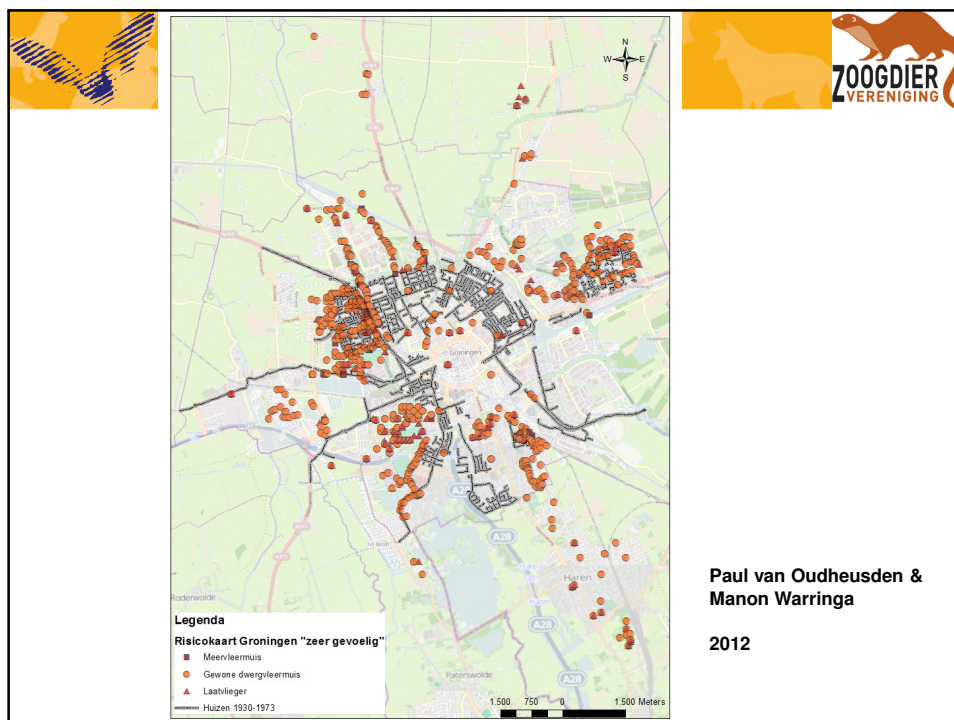 N
W E
S
ZOOGDIER
VERENIGING
Groningen
A28
A28
Haren
Roderwolde
Paterswolde
A28
Legenda
Risicokaart Groningen "zeer gevoelig"
Meervleermuis
Gewone dwergvleermuis
Laatvlieger
Huizen 1930-1973
1.500 750 0 1.500 Meters
Paul van Oudheusden &
Manon Warringa
2012